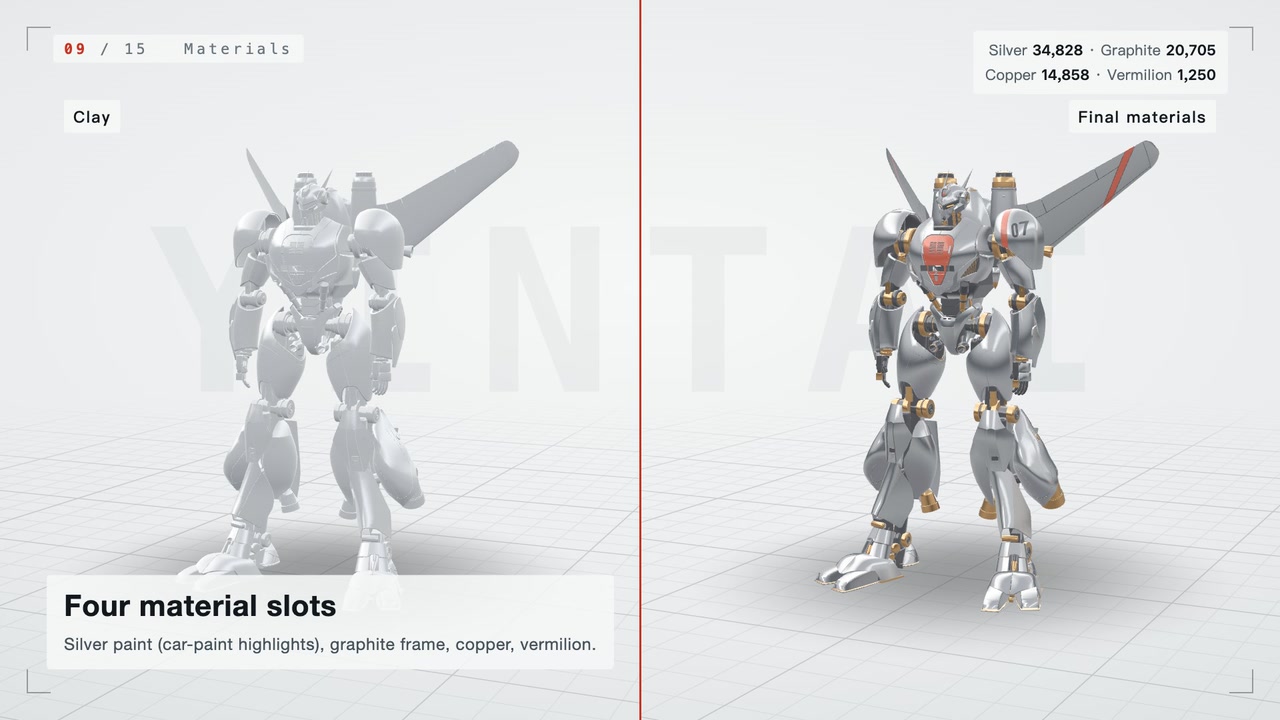 09 / 15 Materials
Silver 34,828 · Graphite 20,705
Copper 14,858 · Vermilion 1,250
Clay
Final materials
07
Four material slots
Silver paint (car-paint highlights), graphite frame, copper, vermilion.